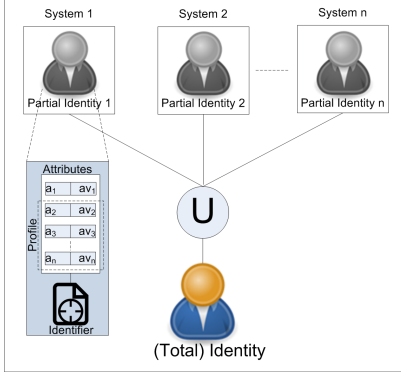 System 1 System 2 System n
Partial Identity 1 Partial Identity 2 Partial Identity n
Attributes
a1 av1
a2 av2
a3 av3
an avn
Profile
Identifier
U
(Total) Identity